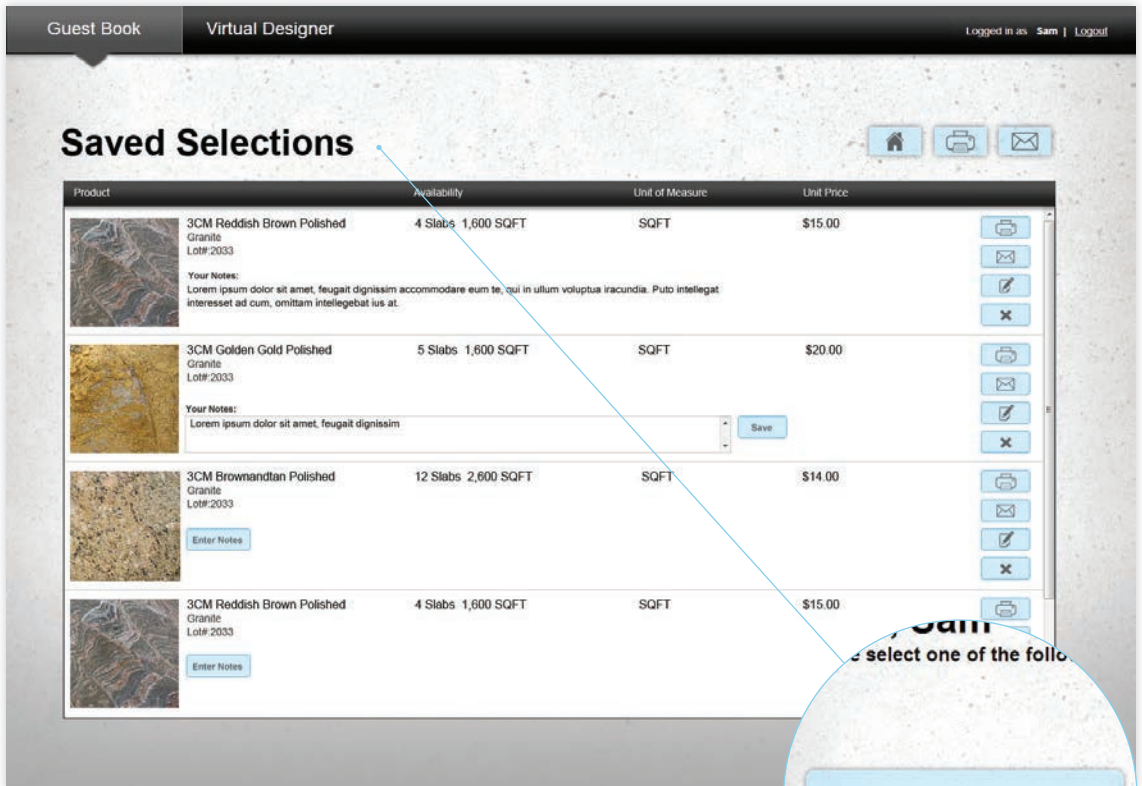 Guest Book Virtual Designer Logged in as Sam | Logout
Saved Selections
Product Availability Unit of Measure Unit Price
3CM Reddish Brown Polished 4 Slabs 1,600 SQFT SQFT $15.00
Granite
Lot#:2033
Your Notes:
Lorem ipsum dolor sit amet, feugait dignissim accommodare eum te, qui in ullum voluptua iracundia. Puto intellegat
interesset ad cum, omittam intellegebat ius at.
3CM Golden Gold Polished 5 Slabs 1,600 SQFT SQFT $20.00
Granite
Lot#:2033
Your Notes:
Lorem ipsum dolor sit amet, feugait dignissim
Save
3CM Brownandtan Polished 12 Slabs 2,600 SQFT SQFT $14.00
Granite
Lot#:2033
Enter Notes
3CM Reddish Brown Polished 4 Slabs 1,600 SQFT SQFT $15.00
Granite
Lot#:2033
, Sam
select one of the follo
Enter Notes